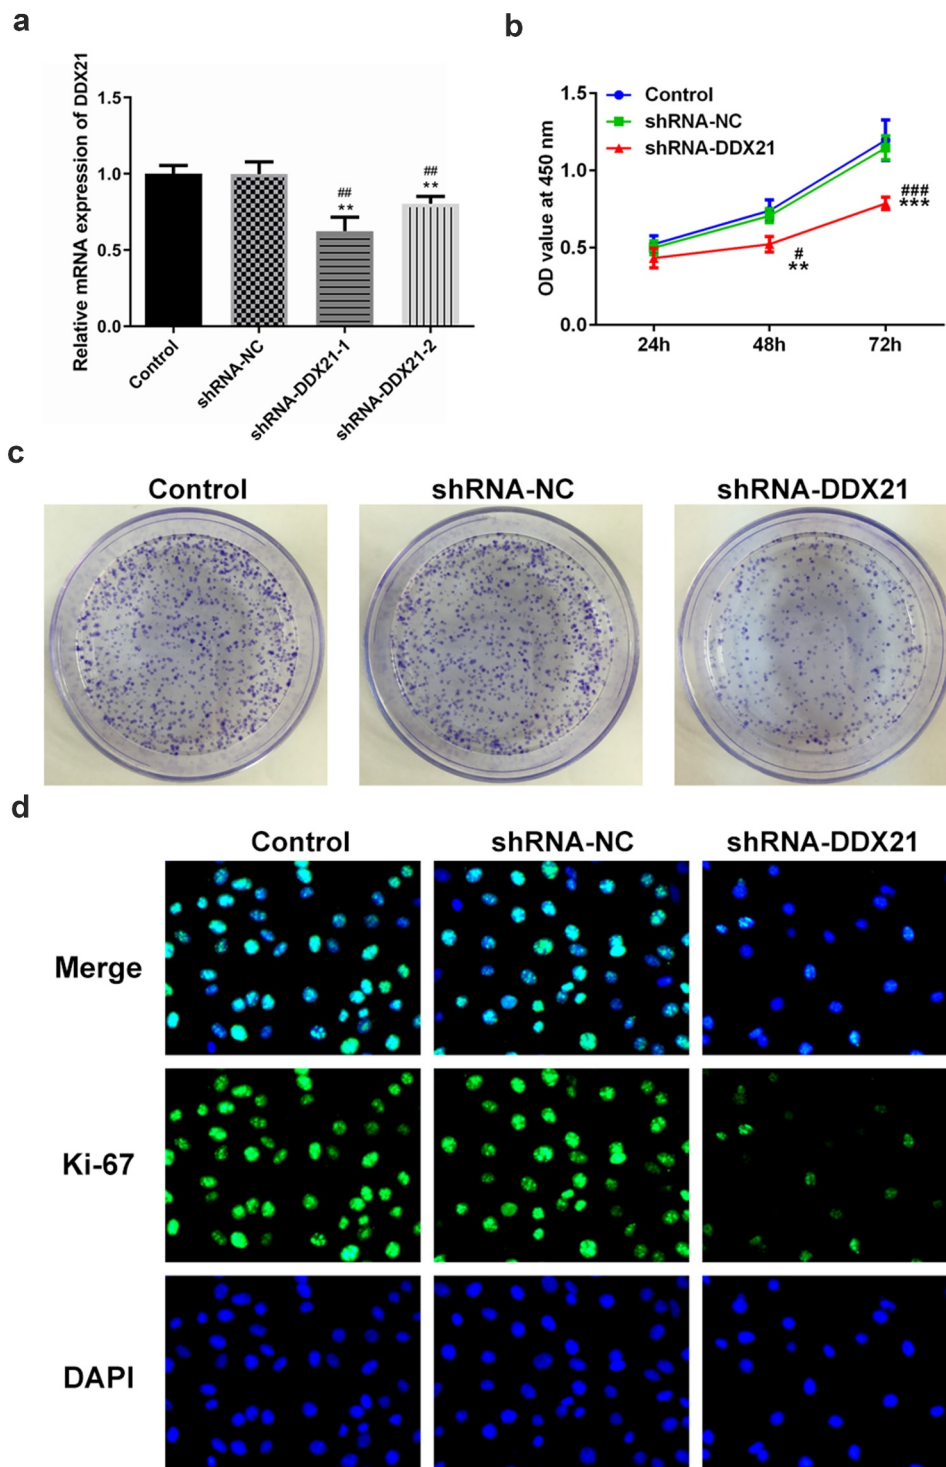 a
Relative mRNA expression of DDX21
1.5
1.0
0.5
0.0
##
**
##
**
Control
shRNA-NC
shRNA-DDX21-1
shRNA-DDX21-2
b
OD value at 450 nm
1.5
1.0
0.5
0.0
Control
shRNA-NC
shRNA-DDX21
#
**
###
***
24h 48h 72h
c
Control shRNA-NC shRNA-DDX21
d
Control shRNA-NC shRNA-DDX21
Merge
Ki-67
DAPI